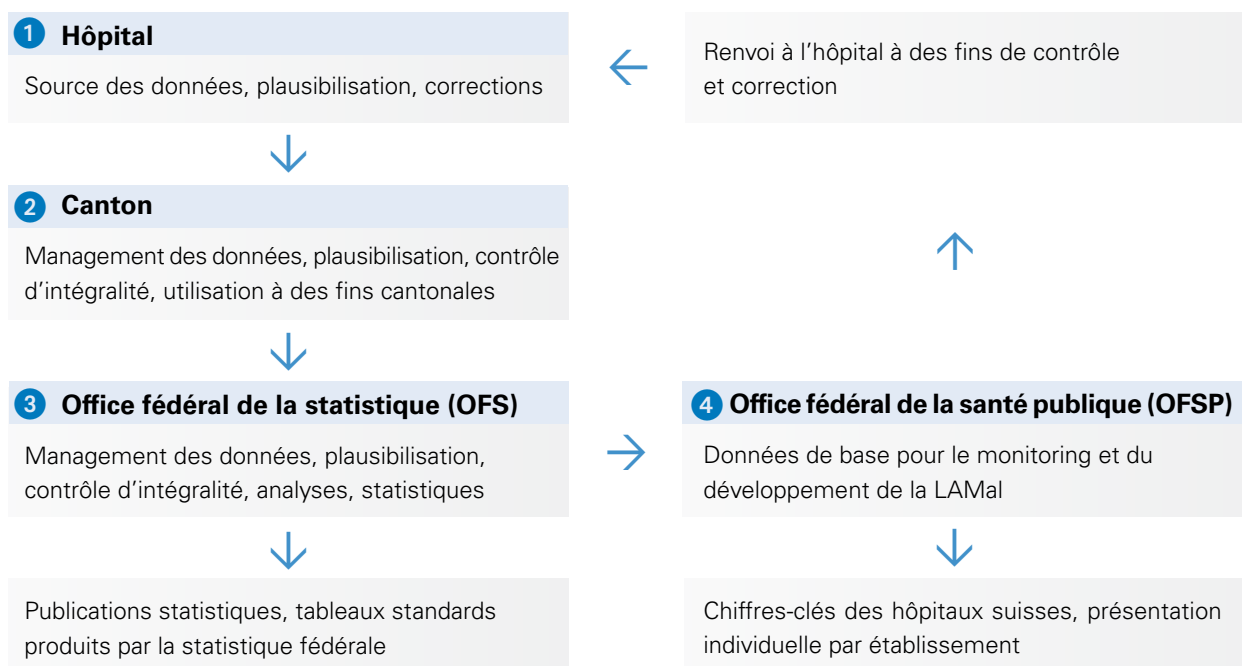 1 Hôpital
Source des données, plausibilisation, corrections
Renvoi à l'hôpital à des fins de contrôle
et correction
2 Canton
Management des données, plausibilisation, contrôle
d'intégralité, utilisation à des fins cantonales
3 Office fédéral de la statistique (OFS)
Management des données, plausibilisation,
contrôle d'intégralité, analyses, statistiques
4 Office fédéral de la santé publique (OFSP)
Données de base pour le monitoring et du
développement de la LAMal
Publications statistiques, tableaux standards
produits par la statistique fédérale
Chiffres-clés des hôpitaux suisses, présentation
individuelle par établissement